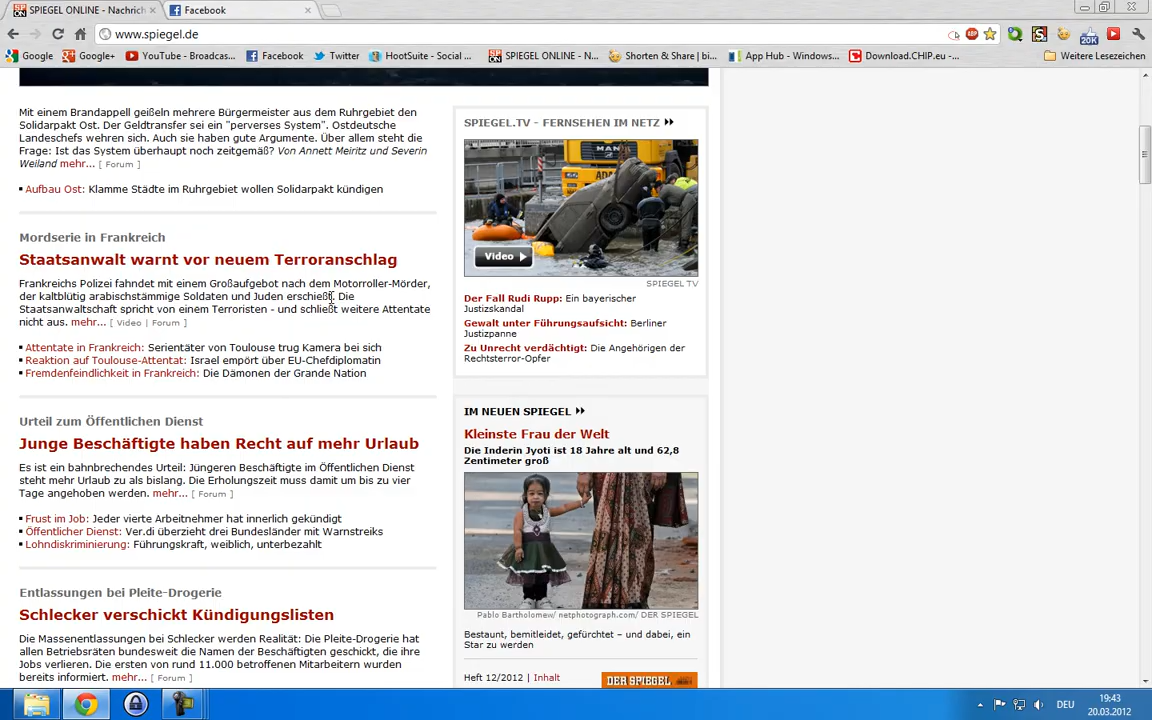 SPIEGEL ONLINE - Nachrich
Facebook
www.spiegel.de
Google
Google+
YouTube - Broadcas...
Facebook
Twitter
HootSuite - Social ...
SPIEGEL ONLINE - N...
Shorten & Share | bi...
App Hub - Windows...
Download.CHIP.eu -...
Weitere Lesezeichen
20K
Mit einem Brandappell geißeln mehrere Bürgermeister aus dem Ruhrgebiet den
Solidarpakt Ost. Der Geldtransfer sei ein "perverses System". Ostdeutsche
Landeschefs wehren sich. Auch sie haben gute Argumente. Über allem steht die
Frage: Ist das System überhaupt noch zeitgemäß? Von Annett Meiritz und Severin
Weiland mehr... [ Forum ]
Aufbau Ost: Klamme Städte im Ruhrgebiet wollen Solidarpakt kündigen
Mordserie in Frankreich
Staatsanwalt warnt vor neuem Terroranschlag
Frankreichs Polizei fahndet mit einem Großaufgebot nach dem Motorroller-Mörder,
der kaltblütig arabischstämmige Soldaten und Juden erschießt. Die
Staatsanwaltschaft spricht von einem Terroristen - und schließt weitere Attentate
nicht aus. mehr... [ Video | Forum ]
Attentate in Frankreich: Serientäter von Toulouse trug Kamera bei sich
Reaktion auf Toulouse-Attentat: Israel empört über EU-Chefdiplomatin
Fremdenfeindlichkeit in Frankreich: Die Dämonen der Grande Nation
Urteil zum Öffentlichen Dienst
Junge Beschäftigte haben Recht auf mehr Urlaub
Es ist ein bahnbrechendes Urteil: Jüngeren Beschäftigte im Öffentlichen Dienst
steht mehr Urlaub zu als bislang. Die Erholungszeit muss damit um bis zu vier
Tage angehoben werden. mehr... [ Forum ]
Frust im Job: Jeder vierte Arbeitnehmer hat innerlich gekündigt
Öffentlicher Dienst: Ver.di überzieht drei Bundesländer mit Warnstreiks
Lohndiskriminierung: Führungskraft, weiblich, unterbezahlt
Entlassungen bei Pleite-Drogerie
Schlecker verschickt Kündigungslisten
Die Massenentlassungen bei Schlecker werden Realität: Die Pleite-Drogerie hat
allen Betriebsräten bundesweit die Namen der Beschäftigten geschickt, die ihre
Jobs verlieren. Die ersten von rund 11.000 betroffenen Mitarbeitern wurden
bereits informiert. mehr... [ Forum ]
SPIEGEL.TV - FERNSEHEN IM NETZ
MAN
Video
SPIEGEL TV
Der Fall Rudi Rupp: Ein bayerischer
Justizskandal
Gewalt unter Führungsaufsicht: Berliner
Justizpanne
Zu Unrecht verdächtigt: Die Angehörigen der
Rechtsterror-Opfer
IM NEUEN SPIEGEL
Kleinste Frau der Welt
Die Inderin Jyoti ist 18 Jahre alt und 62,8
Zentimeter groß
Pablo Bartholomew/ netphotograph.com/ DER SPIEGEL
Bestaunt, bemitleidet, gefürchtet – und dabei, ein
Star zu werden
Heft 12/2012 | Inhalt
DER SPIEGEL
DEU
19:43
20.03.2012